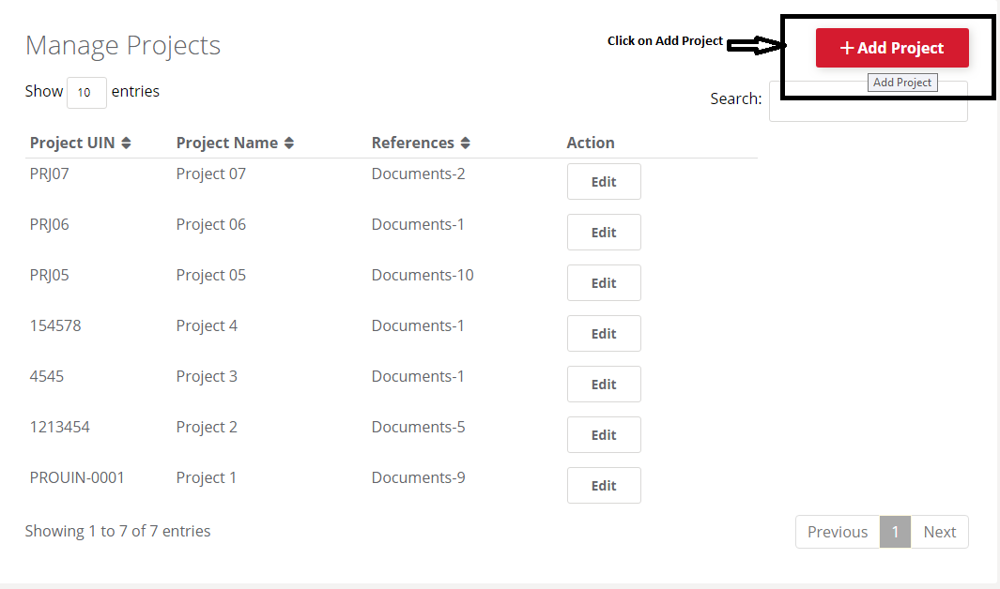 Manage Projects
Click on Add Project
+ Add Project
Add Project
Show 10 entries
Search:
Project UIN Project Name References Action
PRJ07 Project 07 Documents-2 Edit
PRJ06 Project 06 Documents-1 Edit
PRJ05 Project 05 Documents-10 Edit
154578 Project 4 Documents-1 Edit
4545 Project 3 Documents-1 Edit
1213454 Project 2 Documents-5 Edit
PROUIN-0001 Project 1 Documents-9 Edit
Showing 1 to 7 of 7 entries
Previous 1 Next